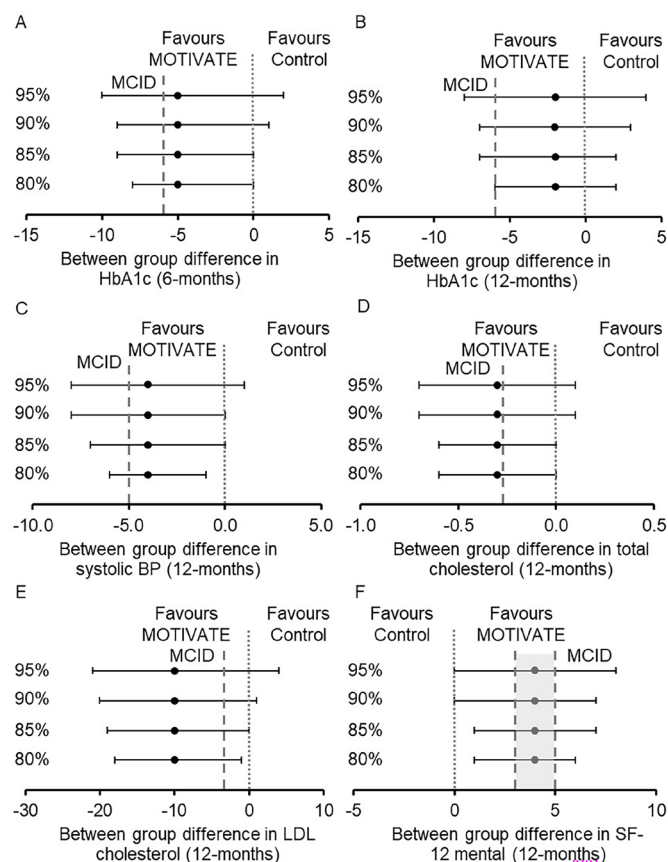 A
Favours Favours
MOTIVATE Control
MCID
95%
90%
85%
80%
-15 -10 -5 0 5
Between group difference in
HbA1c (6-months)
B
Favours Favours
MOTIVATE Control
MCID
95%
90%
85%
80%
-15 -10 -5 0 5
Between group difference in
HbA1c (12-months)
C
Favours Favours
MOTIVATE Control
MCID
95%
90%
85%
80%
-10.0 -5.0 0.0 5.0
Between group difference in
systolic BP (12-months)
D
Favours Favours
MOTIVATE Control
MCID
95%
90%
85%
80%
-1.0 -0.5 0.0 0.5
Between group difference in total
cholesterol (12-months)
E
Favours Favours
MOTIVATE Control
MCID
95%
90%
85%
80%
-30 -20 -10 0 10
Between group difference in LDL
cholesterol (12-months)
F
Favours Favours
Control MOTIVATE
MCID
95%
90%
85%
80%
-5 0 5 10
Between group difference in SF-
12 mental (12-months)